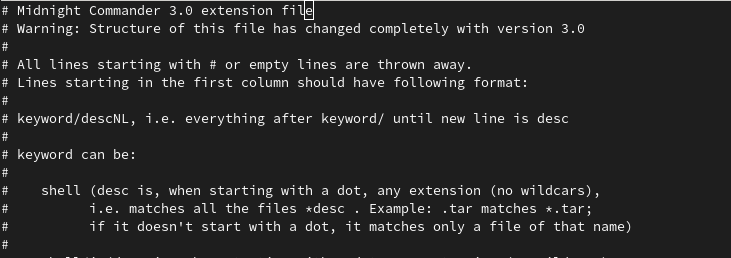 # Midnight Commander 3.0 extension file
# Warning: Structure of this file has changed completely with version 3.0
#
# All lines starting with # or empty lines are thrown away.
# Lines starting in the first column should have following format:
#
# keyword/descNL, i.e. everything after keyword/ until new line is desc
#
# keyword can be:
#
#    shell (desc is, when starting with a dot, any extension (no wildcars),
#          i.e. matches all the files *desc . Example: .tar matches *.tar;
#          if it doesn't start with a dot, it matches only a file of that name)
#